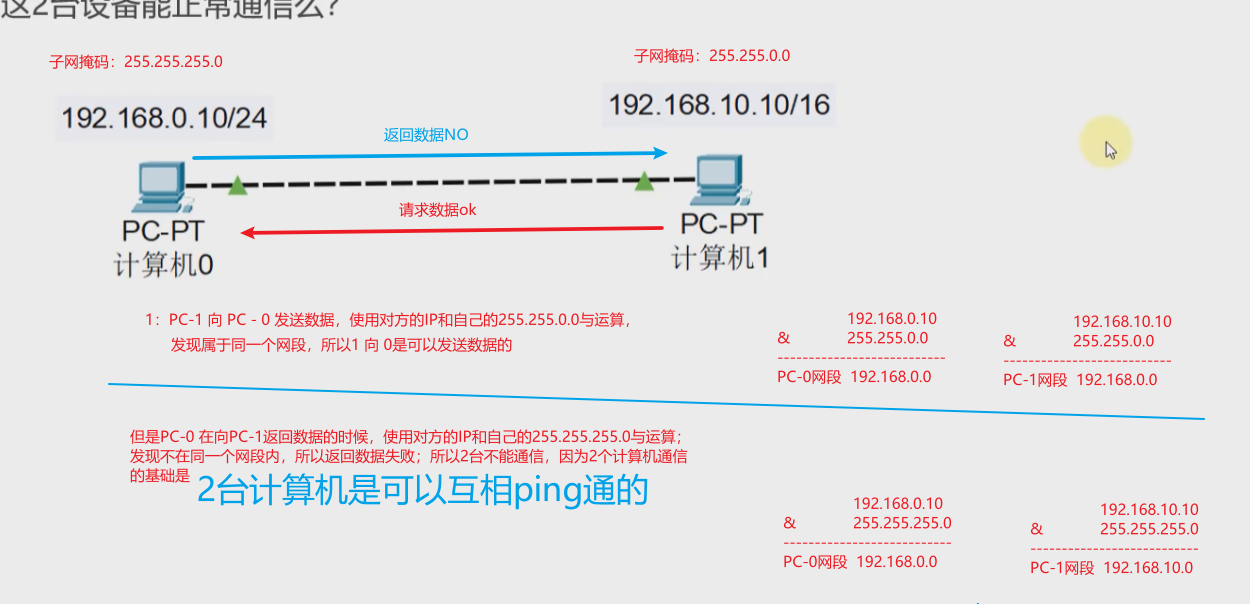 这2台设备能正常通信么?
子网掩码：255.255.255.0
子网掩码：255.255.0.0
192.168.0.10/24
192.168.10.10/16
返回数据NO
请求数据ok
PC-PT
计算机0
PC-PT
计算机1
1：PC-1 向 PC - 0 发送数据，使用对方的IP和自己的255.255.0.0与运算，
发现属于同一个网段，所以1 向 0是可以发送数据的
192.168.0.10
& 255.255.0.0
---------------------------
PC-0网段 192.168.0.0
192.168.10.10
& 255.255.0.0
---------------------------
PC-1网段 192.168.0.0
但是PC-0 在向PC-1返回数据的时候，使用对方的IP和自己的255.255.255.0与运算；
发现不在同一个网段内，所以返回数据失败；所以2台不能通信，因为2个计算机通信
的基础是 2台计算机是可以互相ping通的
192.168.0.10
& 255.255.255.0
---------------------------
PC-0网段 192.168.0.0
192.168.10.10
& 255.255.255.0
---------------------------
PC-1网段 192.168.10.0